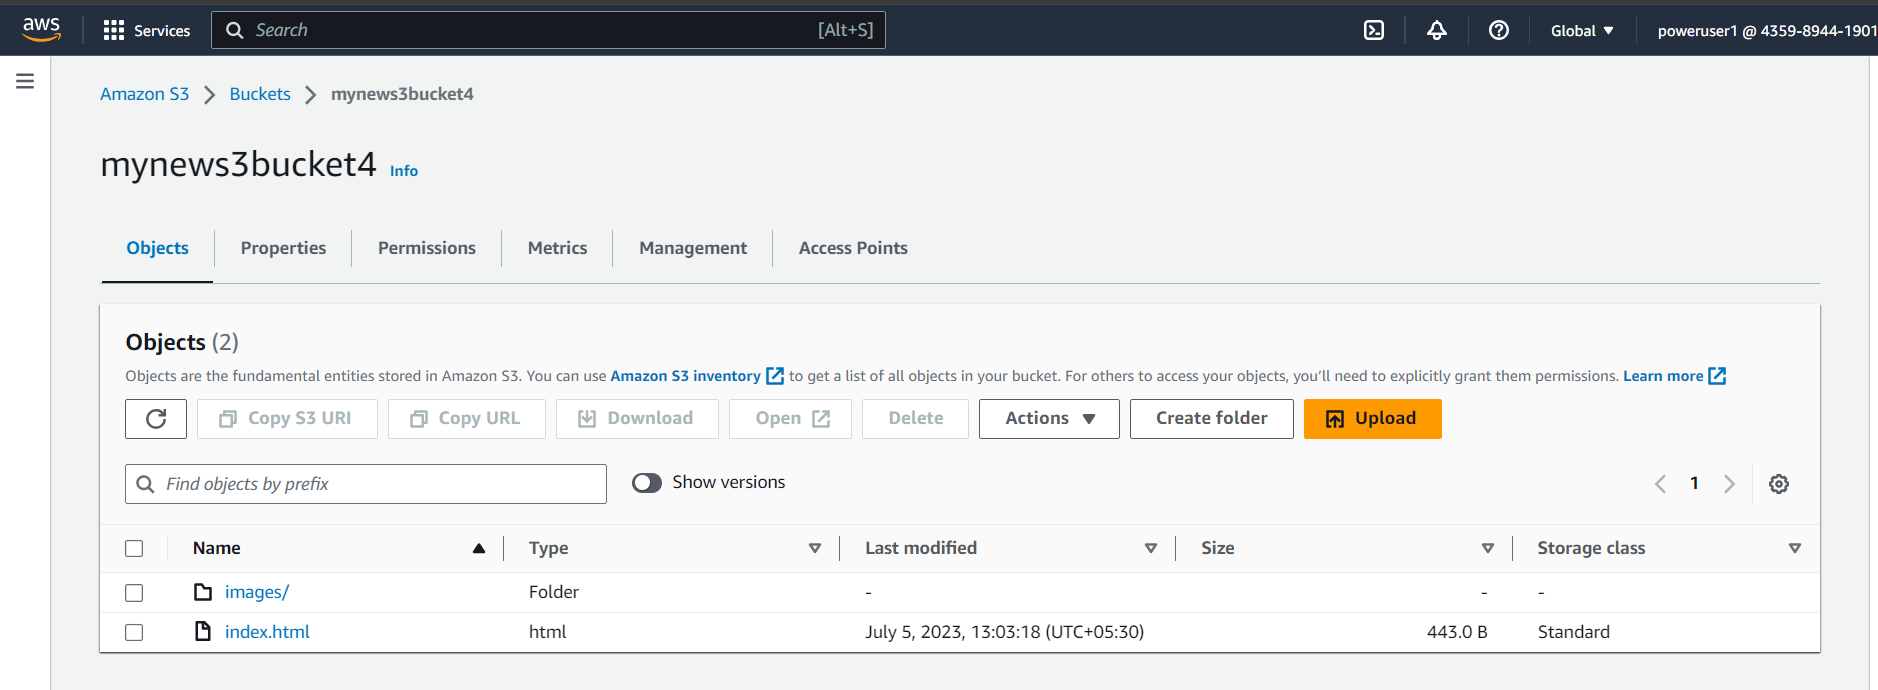 aws Services Search [Alt+S] Global poweruser1 @ 4359-8944-1901
Amazon S3 Buckets mynews3bucket4
mynews3bucket4 Info
Objects Properties Permissions Metrics Management Access Points
Objects (2)
Objects are the fundamental entities stored in Amazon S3. You can use Amazon S3 inventory to get a list of all objects in your bucket. For others to access your objects, you'll need to explicitly grant them permissions. Learn more
Copy S3 URI Copy URL Download Open Delete Actions Create folder Upload
Find objects by prefix Show versions 1
Name Type Last modified Size Storage class
images/ Folder - - -
index.html html July 5, 2023, 13:03:18 (UTC+05:30) 443.0 B Standard